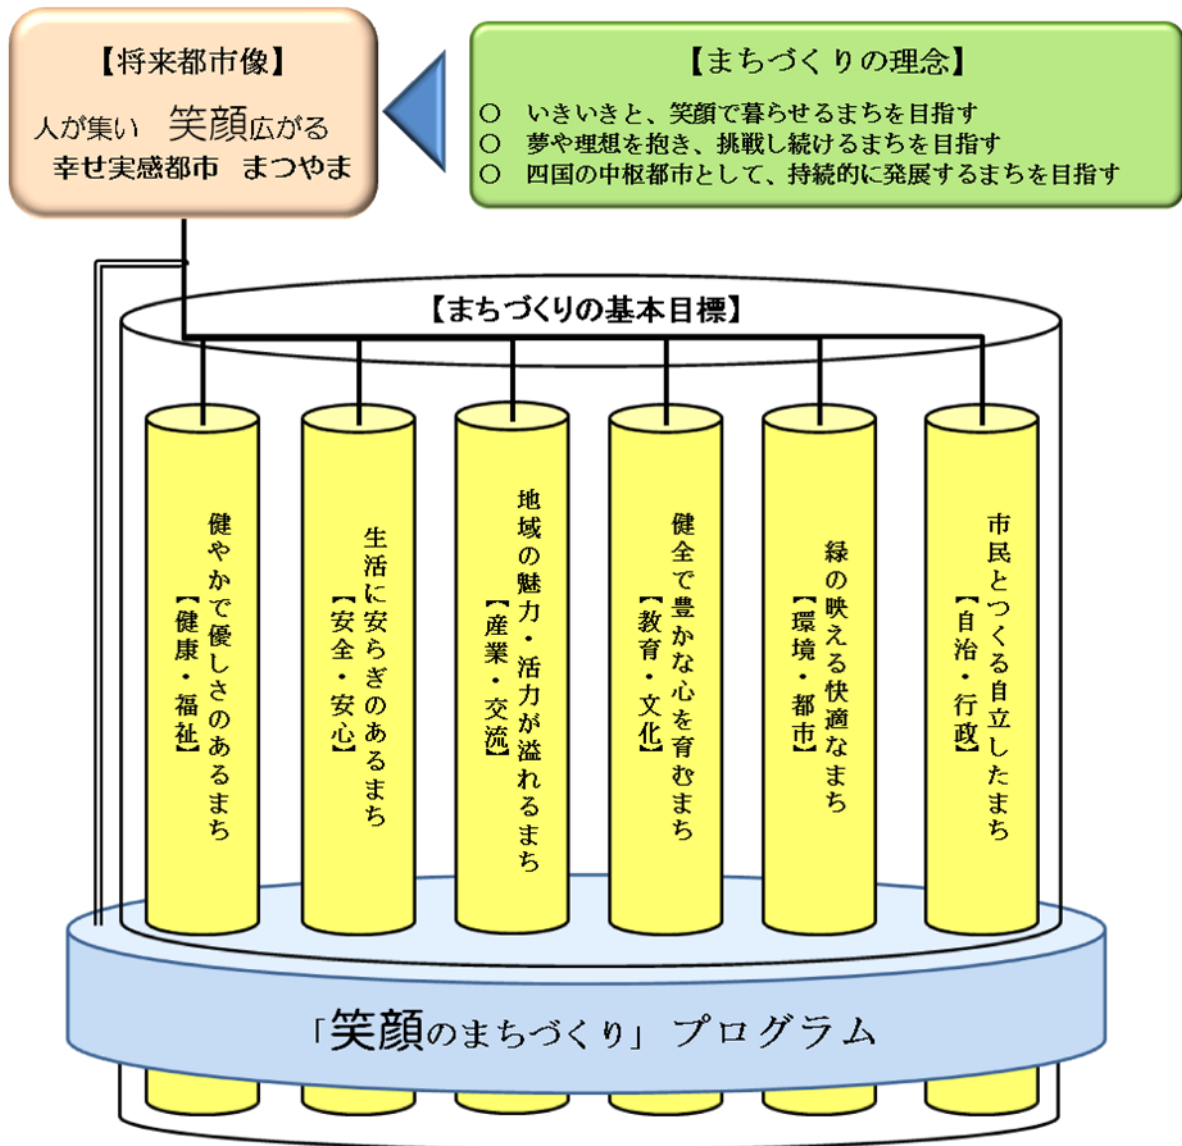 【将来都市像】
人が集い 笑顔広がる
幸せ実感都市 まつやま
【まちづくりの理念】
○ いきいきと、笑顔で暮らせるまちを目指す
○ 夢や理想を抱き、挑戦し続けるまちを目指す
○ 四国の中枢都市として、持続的に発展するまちを目指す
【まちづくりの基本目標】
健やかで優しさのあるまち
【健康・福祉】
生活に安らぎのあるまち
【安全・安心】
地域の魅力・活力が溢れるまち
【産業・交流】
健全で豊かな心を育むまち
【教育・文化】
緑の映える快適なまち
【環境・都市】
市民とつくる自立したまち
【自治・行政】
「笑顔のまちづくり」プログラム